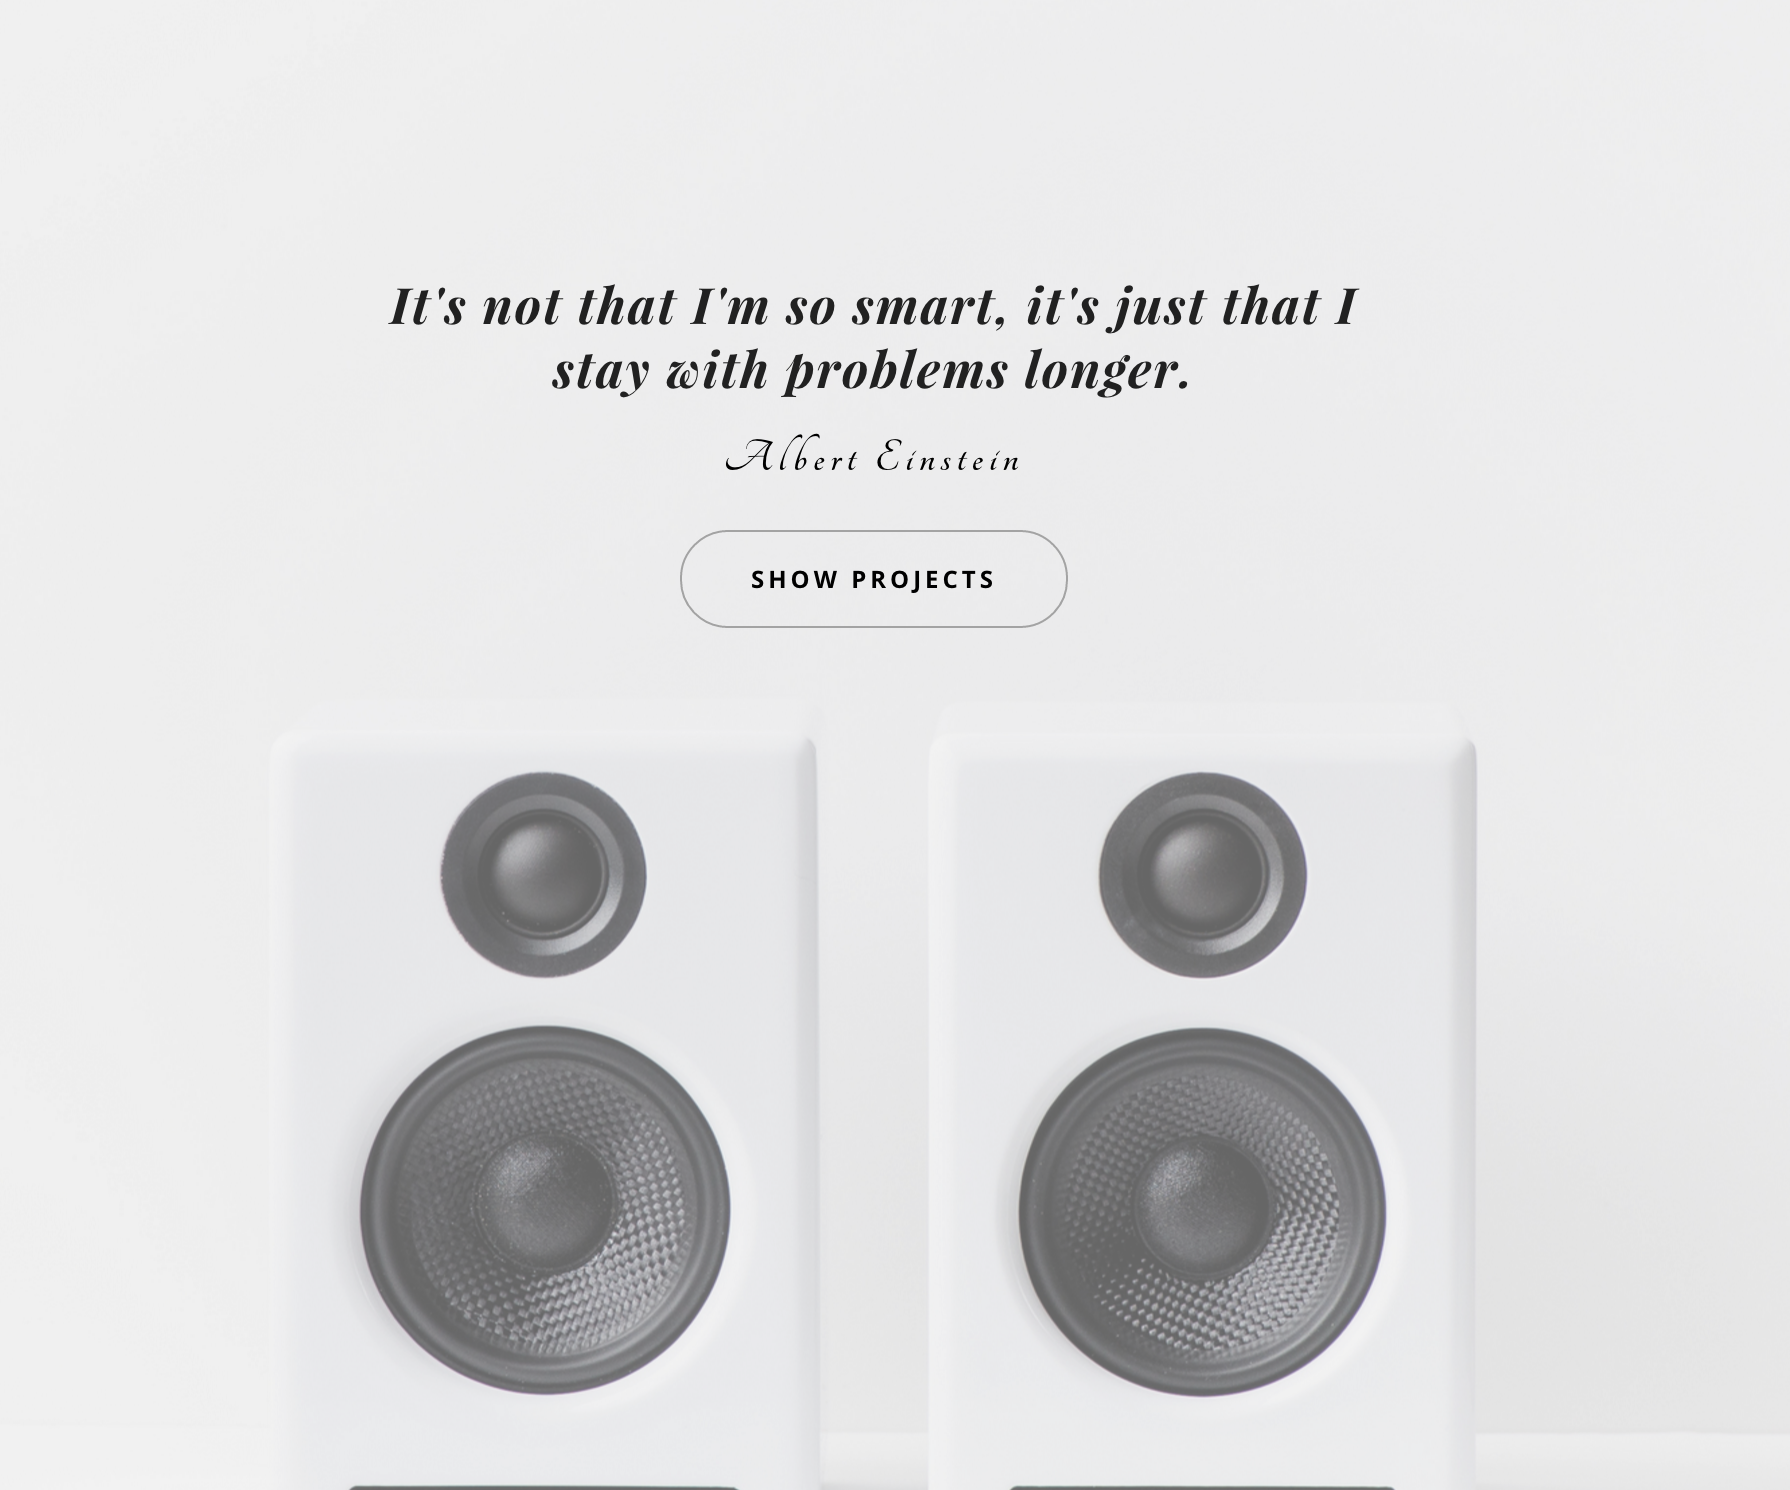 It's not that I'm so smart, it's just that I
stay with problems longer.
Albert Einstein
SHOW PROJECTS